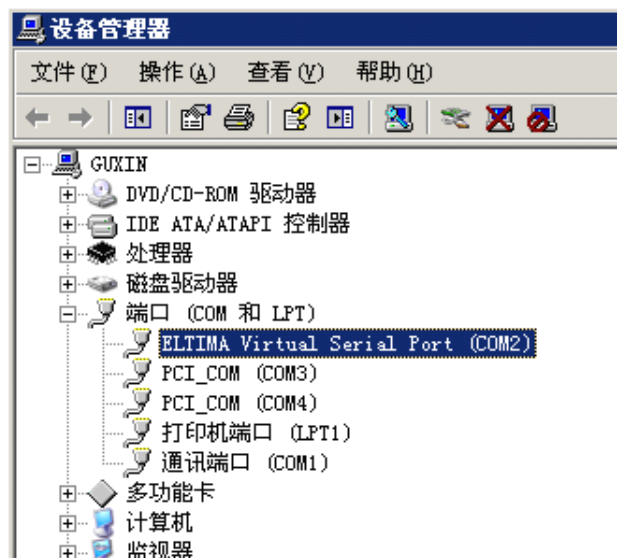 设备管理器
文件(F) 操作(A) 查看(V) 帮助(H)
GUXIN
DVD/CD-ROM 驱动器
IDE ATA/ATAPI 控制器
处理器
磁盘驱动器
端口 (COM 和 LPT)
ELTIMA Virtual Serial Port (COM2)
PCI_COM (COM3)
PCI_COM (COM4)
打印机端口 (LPT1)
通讯端口 (COM1)
多功能卡
计算机
监视器